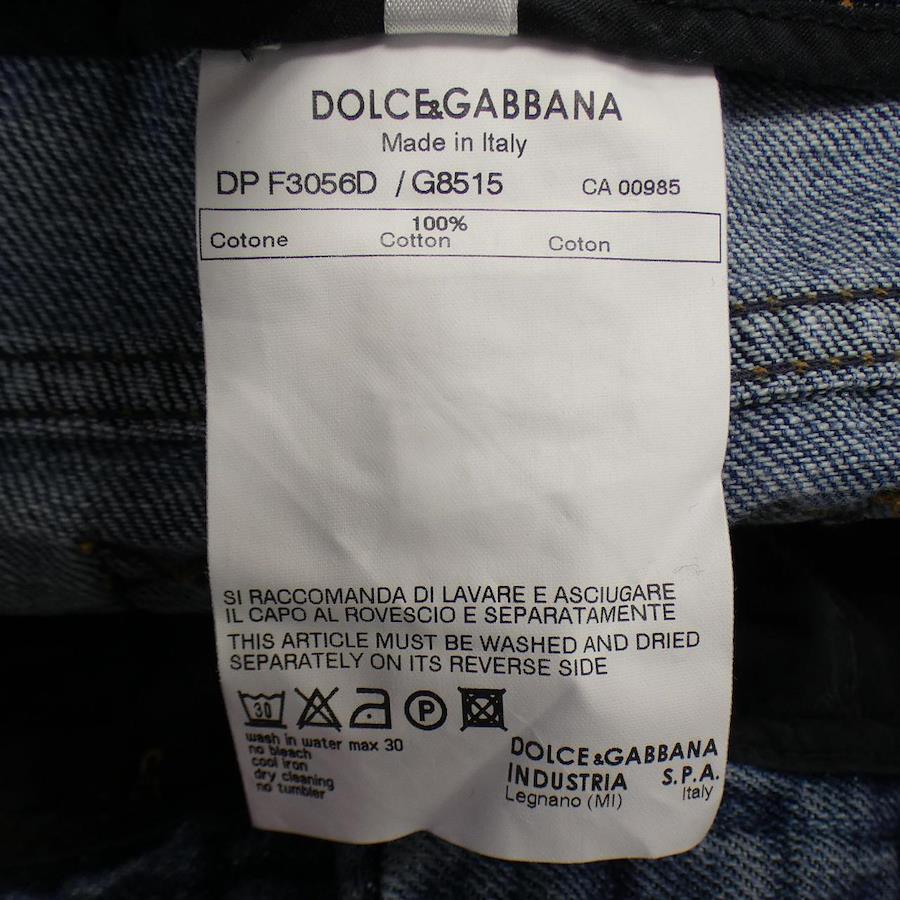 DOLCE&GABBANA
Made in Italy
DP F3056D / G8515 CA 00985
100%
Cotone Cotton Coton
SI RACCOMANDA DI LAVARE E ASCIUGARE
IL CAPO AL ROVESCIO E SEPARATAMENTE
THIS ARTICLE MUST BE WASHED AND DRIED
SEPARATELY ON ITS REVERSE SIDE
30 P
wash in water max 30
no bleach
cool iron
dry cleaning
no tumbler
DOLCE&GABBANA
INDUSTRIA S.P.A.
Legnano (MI) Italy